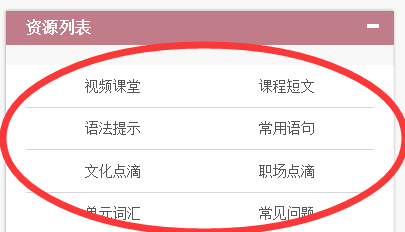 资源列表
视频课堂 课程短文
语法提示 常用语句
文化点滴 职场点滴
单元词汇 常见问题